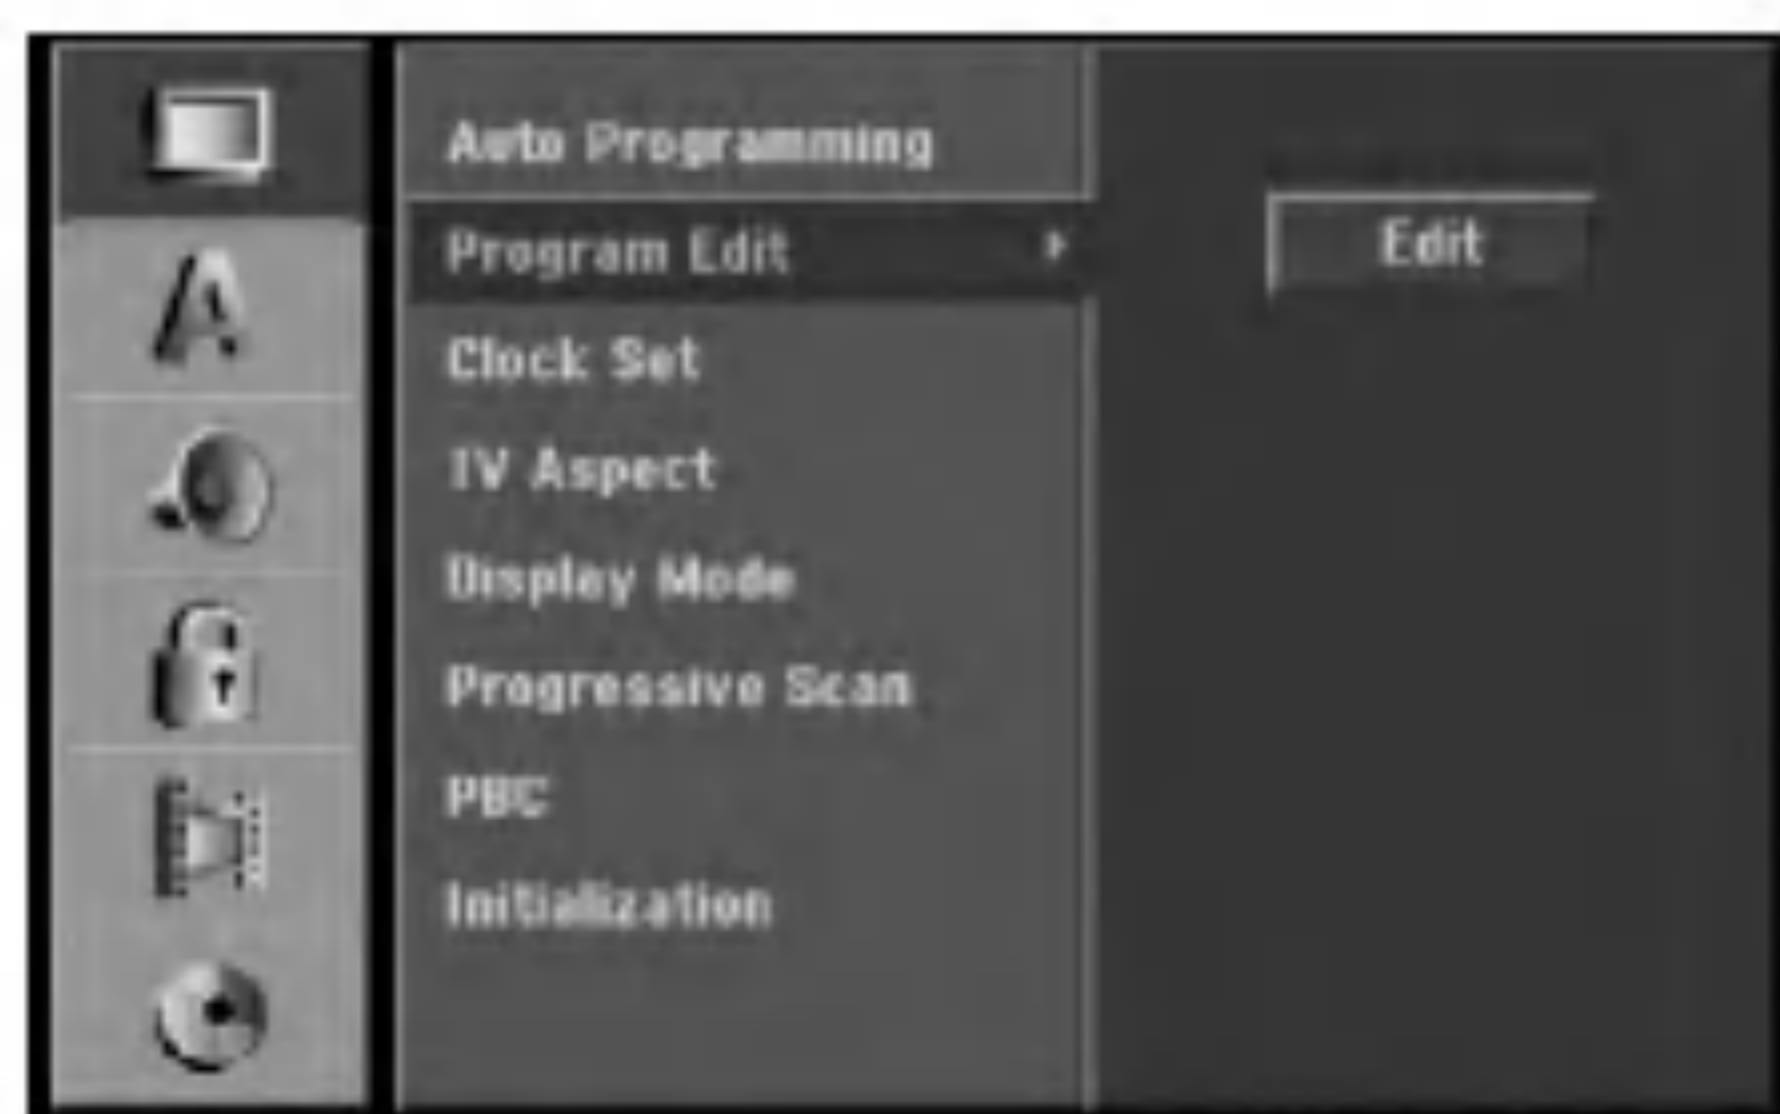 Auto Programming
Program Edit
Edit
Clock Set
TV Aspect
Display Mode
Progressive Scan
PBC
Initialization